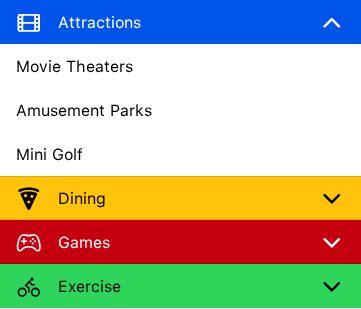 Attractions
Movie Theaters
Amusement Parks
Mini Golf
Dining
Games
Exercise